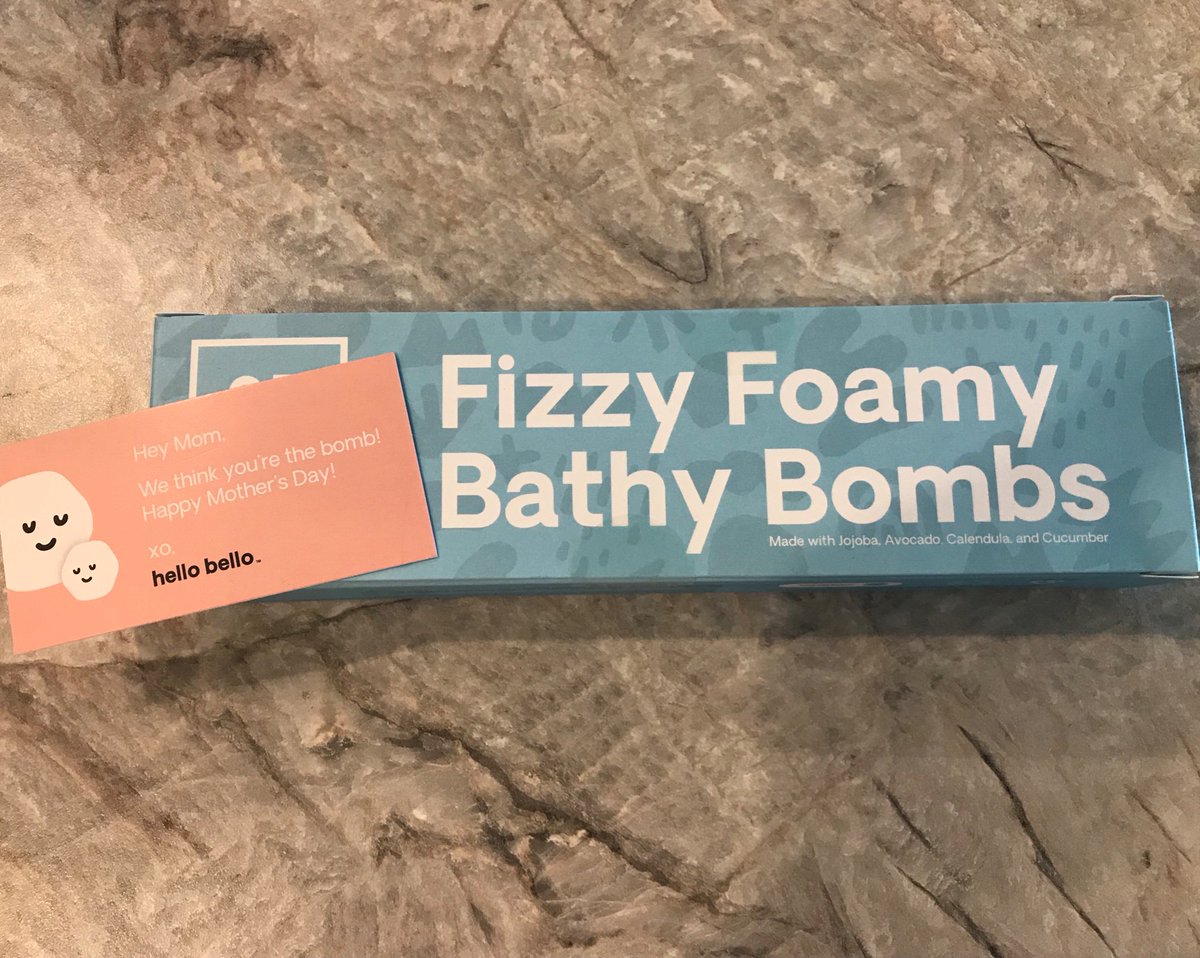 Hey Mom,
We think you're the bomb!
Happy Mother's Day!
xo,
hello bello™
Fizzy Foamy
Bathy Bombs
Made with Jojoba, Avocado, Calendula, and Cucumber